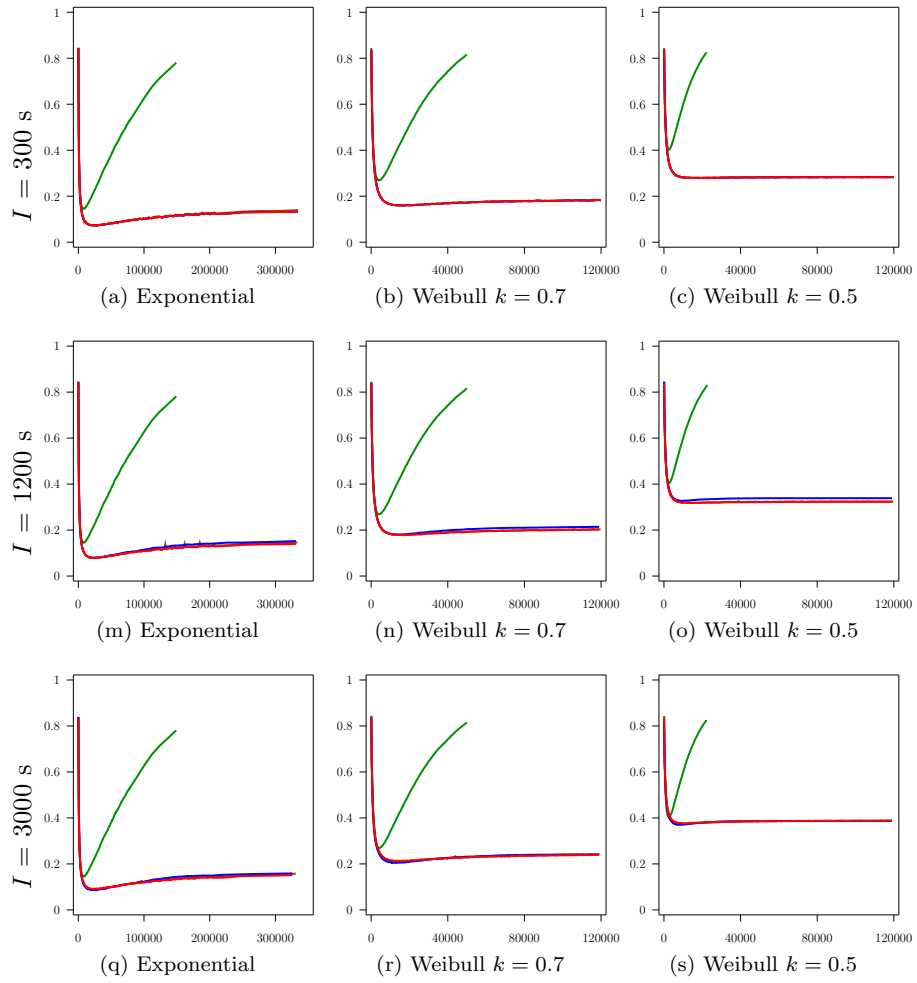 I = 300 s
1
0.8
0.6
0.4
0.2
0
0 100000 200000 300000
(a) Exponential
1
0.8
0.6
0.4
0.2
0
0 40000 80000 120000
(b) Weibull k = 0.7
1
0.8
0.6
0.4
0.2
0
0 40000 80000 120000
(c) Weibull k = 0.5
I = 1200 s
1
0.8
0.6
0.4
0.2
0
0 100000 200000 300000
(m) Exponential
1
0.8
0.6
0.4
0.2
0
0 40000 80000 120000
(n) Weibull k = 0.7
1
0.8
0.6
0.4
0.2
0
0 40000 80000 120000
(o) Weibull k = 0.5
I = 3000 s
1
0.8
0.6
0.4
0.2
0
0 100000 200000 300000
(q) Exponential
1
0.8
0.6
0.4
0.2
0
0 40000 80000 120000
(r) Weibull k = 0.7
1
0.8
0.6
0.4
0.2
0
0 40000 80000 120000
(s) Weibull k = 0.5